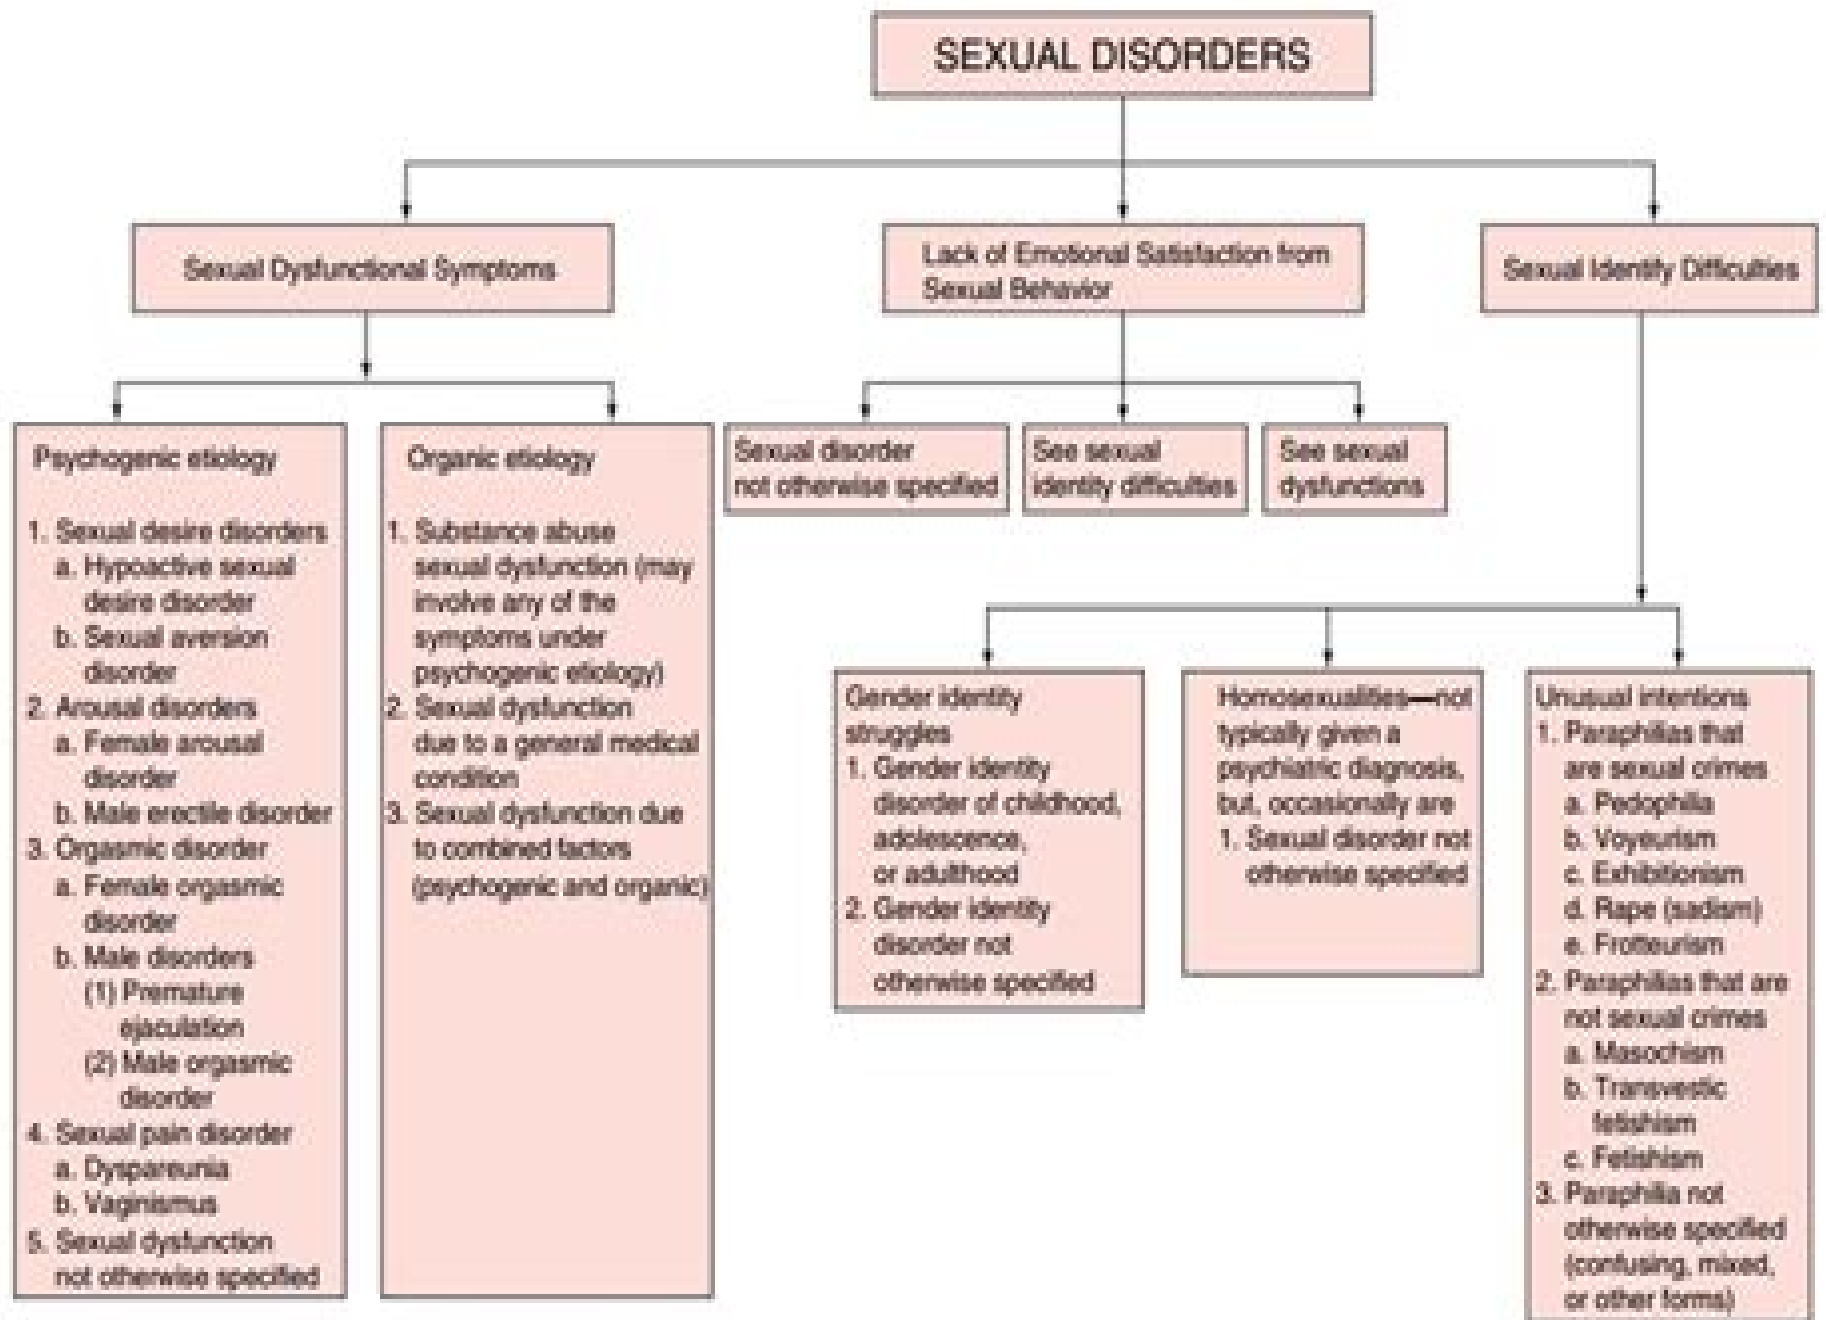 SEXUAL DISORDERS
Sexual Dysfunctional Symptoms
Lack of Emotional Satisfaction from
Sexual Behavior
Sexual Identity Difficulties
Psychogenic etiology
1. Sexual desire disorders
a. Hypoactive sexual
desire disorder
b. Sexual aversion
disorder
2. Arousal disorders
a. Female arousal
disorder
b. Male erectile disorder
3. Orgasmic disorder
a. Female orgasmic
disorder
b. Male disorders
(1) Premature
ejaculation
(2) Male orgasmic
disorder
4. Sexual pain disorder
a. Dyspareunia
b. Vaginismus
5. Sexual dysfunction
not otherwise specified
Organic etiology
1. Substance abuse
sexual dysfunction (may
involve any of the
symptoms under
psychogenic etiology)
2. Sexual dysfunction
due to a general medical
condition
3. Sexual dysfunction due
to combined factors
(psychogenic and organic)
Sexual disorder
not otherwise specified
See sexual
identity difficulties
See sexual
dysfunctions
Gender identity
struggles
1. Gender identity
disorder of childhood,
adolescence,
or adulthood
2. Gender identity
disorder not
otherwise specified
Homosexualities—not
typically given a
psychiatric diagnosis,
but, occasionally are
1. Sexual disorder not
otherwise specified
Unusual intentions
1. Paraphilias that
are sexual crimes
a. Pedophilia
b. Voyeurism
c. Exhibitionism
d. Rape (sadism)
e. Frotteurism
2. Paraphilias that are
not sexual crimes
a. Masochism
b. Transvestic
fetishism
c. Fetishism
3. Paraphilia not
otherwise specified
(confusing, mixed,
or other forms)